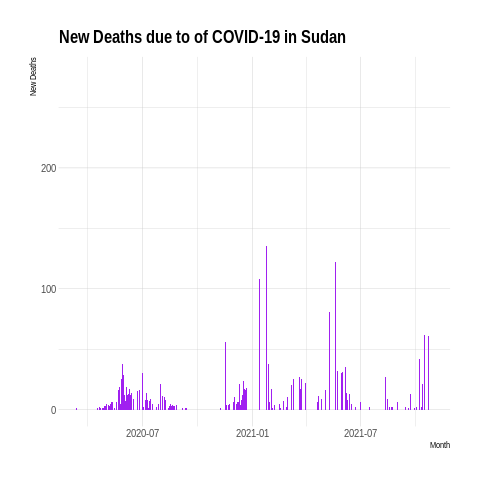 New Deaths due to of COVID-19 in Sudan
New Deaths
200
100
0
2020-07
2021-01
2021-07
Month